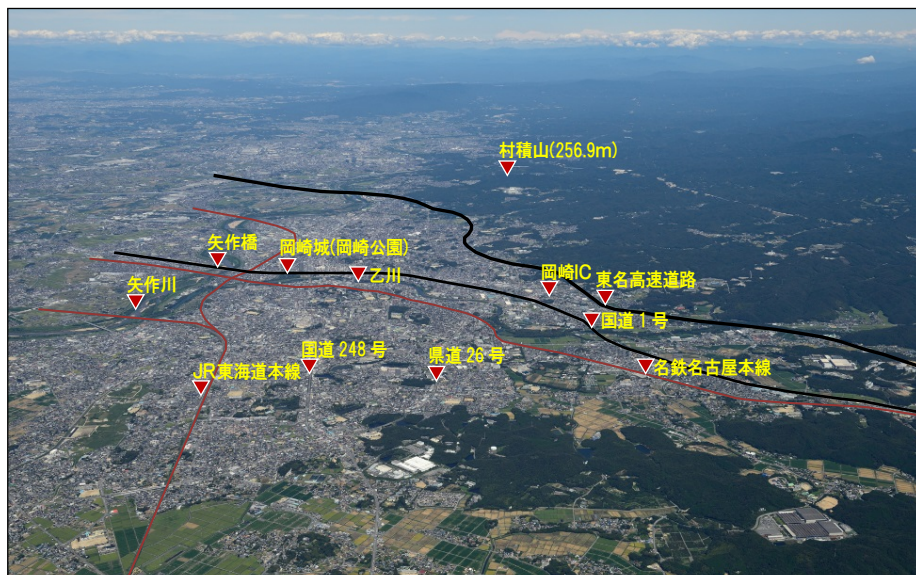 村積山(256.9m)
矢作橋
岡崎城(岡崎公園)
乙川
岡崎IC
東名高速道路
矢作川
国道1号
国道248号
県道26号
JR東海道本線
名鉄名古屋本線